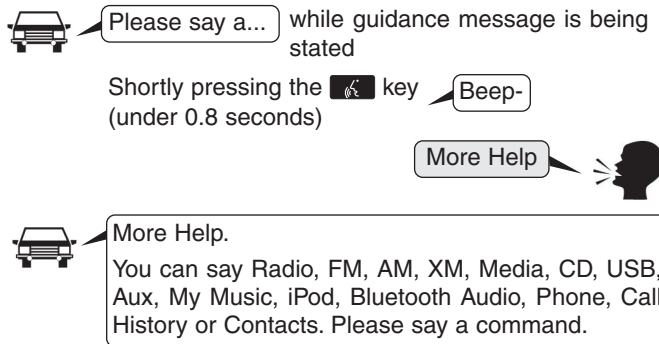 Please say a... while guidance message is being
stated
Shortly pressing the key Beep-
(under 0.8 seconds)
More Help
More Help.
You can say Radio, FM, AM, XM, Media, CD, USB,
Aux, My Music, iPod, Bluetooth Audio, Phone, Call
History or Contacts. Please say a command.